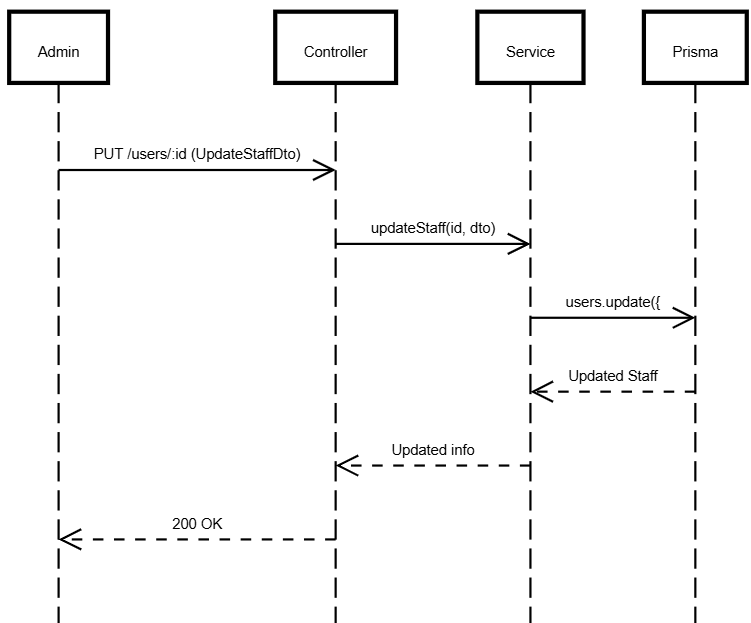 Admin
Controller
Service
Prisma
PUT /users/:id (UpdateStaffDto)
updateStaff(id, dto)
users.update({
Updated Staff
Updated info
200 OK